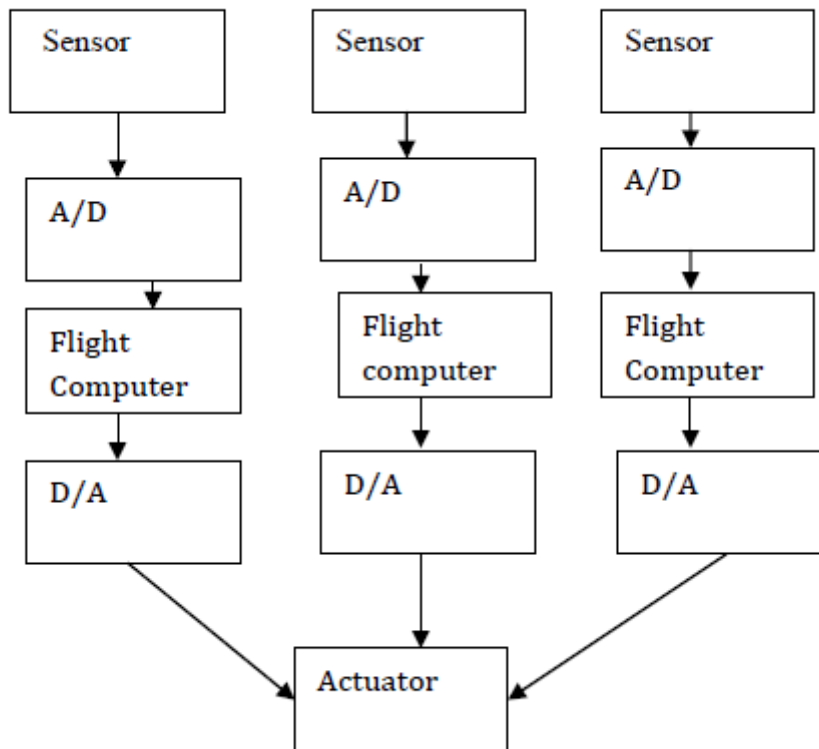 Sensor
Sensor
Sensor
A/D
A/D
A/D
Flight
Computer
Flight
computer
Flight
Computer
D/A
D/A
D/A
Actuator